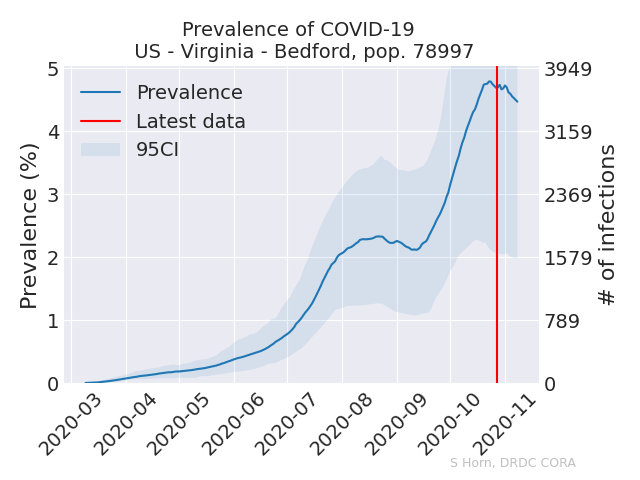 Prevalence of COVID-19
US - Virginia - Bedford, pop. 78997
Prevalence
Latest data
95CI
Prevalence (%)
5
4
3
2
1
0
3949
3159
2369
1579
789
0
# of infections
2020-03
2020-04
2020-05
2020-06
2020-07
2020-08
2020-09
2020-10
2020-11
S Horn, DRDC CORA